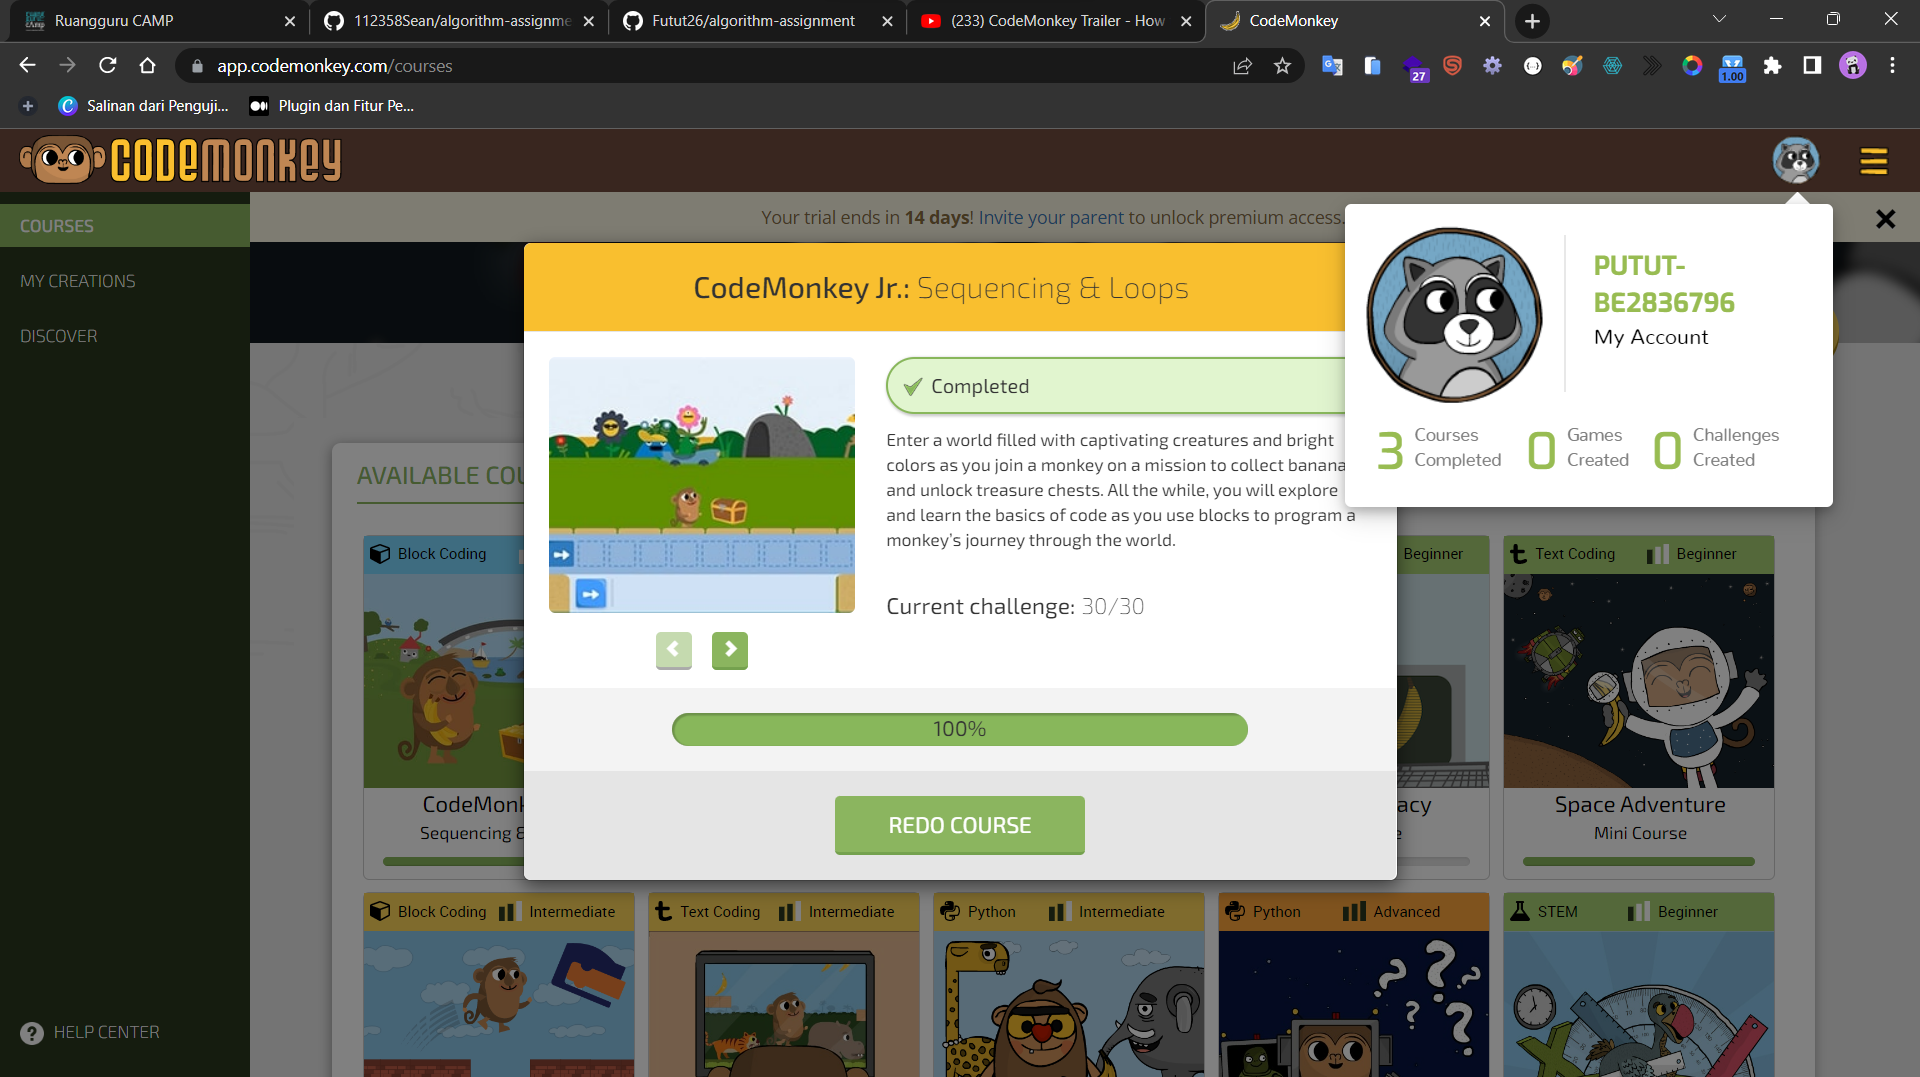 Ruangguru CAMP
112358Sean/algorithm-assignme
Futut26/algorithm-assignment
(233) CodeMonkey Trailer - How
CodeMonkey
app.codemonkey.com/courses
27
1.00
Salinan dari Penguji...
Plugin dan Fitur Pe...
CODEMONKEY
Your trial ends in 14 days! Invite your parent to unlock premium access.
COURSES
MY CREATIONS
DISCOVER
HELP CENTER
PUTUT-
BE2836796
My Account
3 Courses Completed
0 Games Created
0 Challenges Created
CodeMonkey Jr.: Sequencing & Loops
Completed
Enter a world filled with captivating creatures and bright
colors as you join a monkey on a mission to collect banana
and unlock treasure chests. All the while, you will explore
and learn the basics of code as you use blocks to program a
monkey's journey through the world.
Current challenge: 30/30
100%
REDO COURSE
AVAILABLE COU
Block Coding
Beginner
Text Coding Beginner
CodeMonk
Sequencing &
acy
Space Adventure
Mini Course
Block Coding Intermediate
Text Coding Intermediate
Python Intermediate
Python Advanced
STEM Beginner